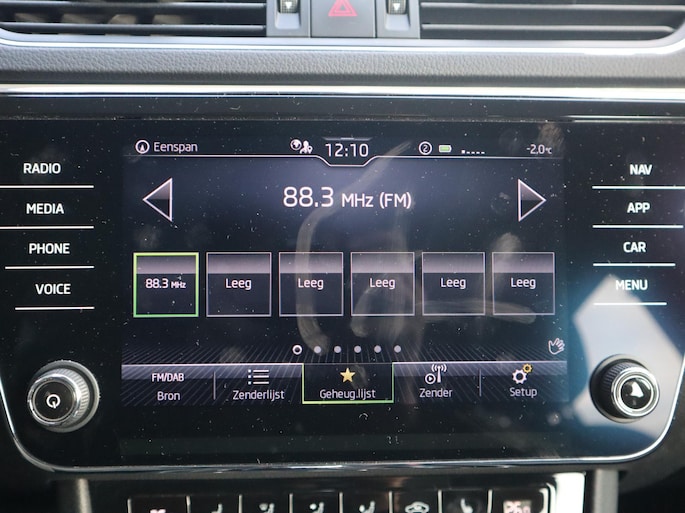 RADIO
MEDIA
PHONE
VOICE
Eenspan
12:10
2
-2.0°C
88.3 MHz (FM)
88.3 MHz
Leeg
Leeg
Leeg
Leeg
Leeg
FM/DAB
Bron
Zenderlijst
Geheug.lijst
Zender
Setup
NAV
APP
CAR
MENU